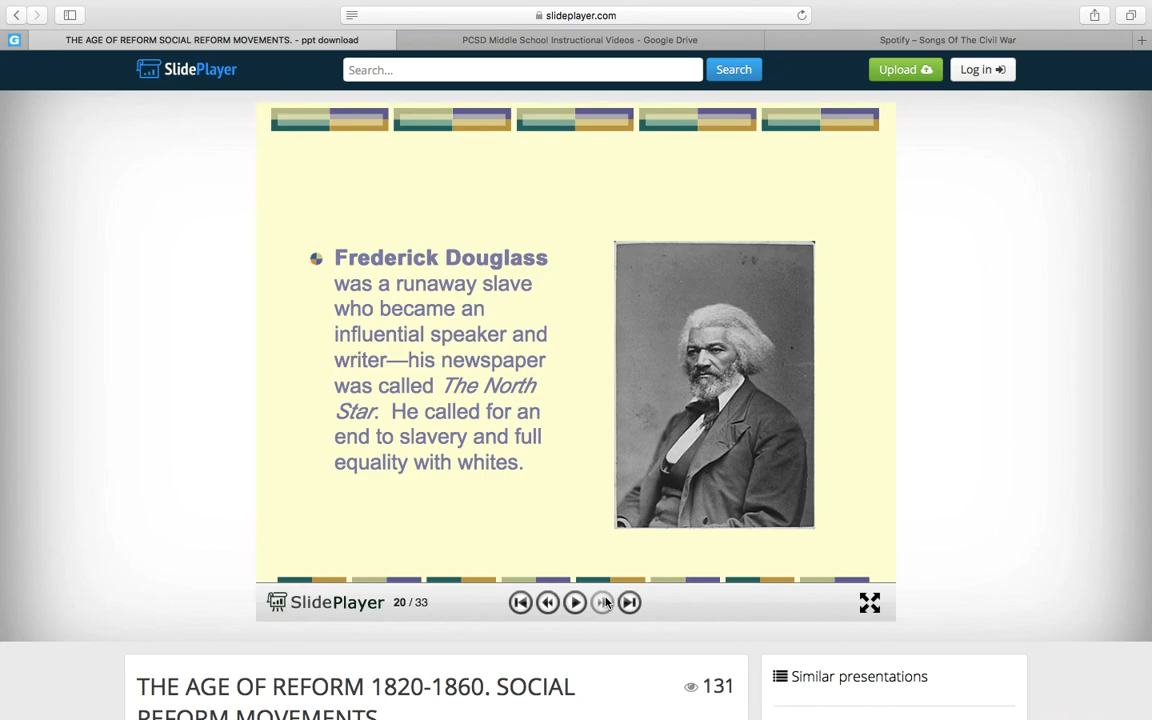 slideplayer.com
G
THE AGE OF REFORM SOCIAL REFORM MOVEMENTS. - ppt download
PCSD Middle School Instructional Videos - Google Drive
Spotify – Songs Of The Civil War
SlidePlayer
Search...
Search
Upload
Log in
Frederick Douglass
was a runaway slave
who became an
influential speaker and
writer—his newspaper
was called The North
Star. He called for an
end to slavery and full
equality with whites.
SlidePlayer
20 / 33
THE AGE OF REFORM 1820-1860. SOCIAL
REFORM MOVEMENTS.
131
Similar presentations